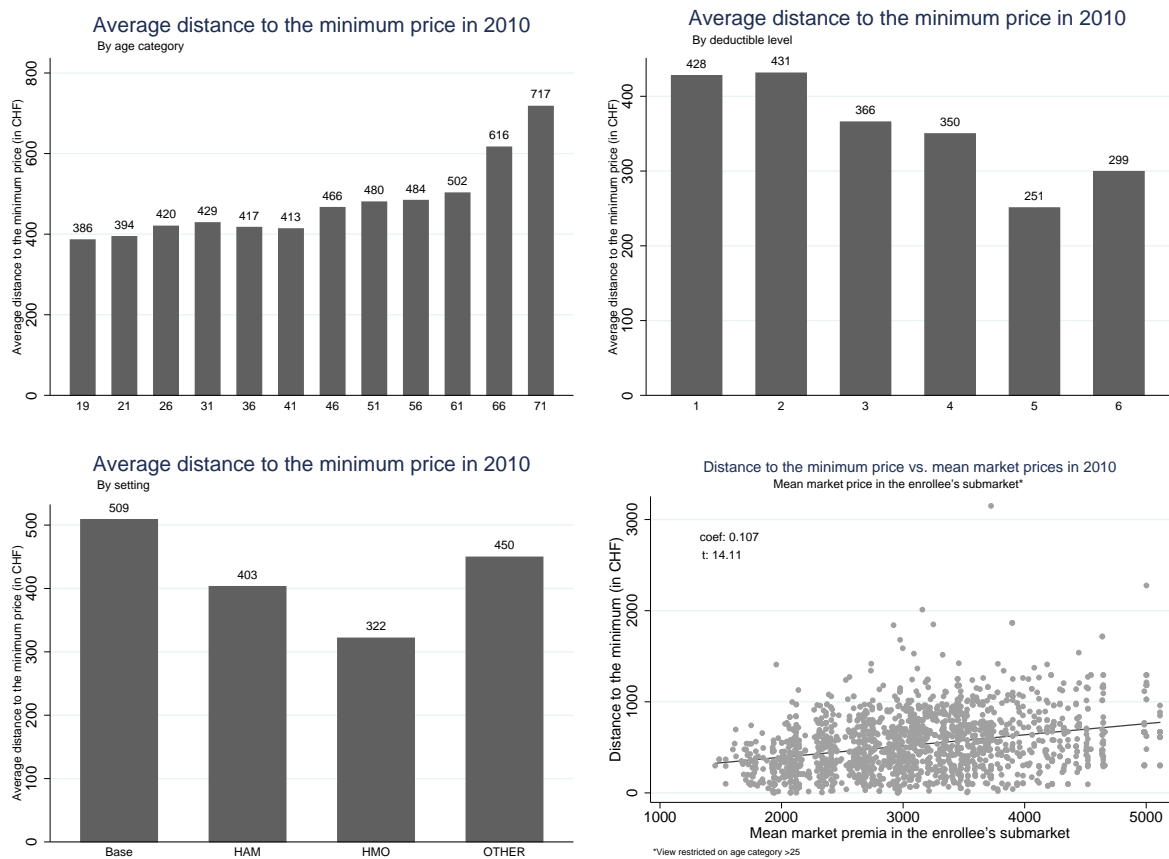 Average distance to the minimum price in 2010
By age category
Average distance to the minimum price (in CHF)
800
600
400
200
0
386 394 420 429 417 413 466 480 484 502 616 717
19 21 26 31 36 41 46 51 56 61 66 71
Average distance to the minimum price in 2010
By deductible level
Average distance to the minimum price (in CHF)
400
300
200
100
0
428 431 366 350 251 299
1 2 3 4 5 6
Average distance to the minimum price in 2010
By setting
Average distance to the minimum price (in CHF)
500
400
300
200
100
0
509 403 322 450
Base HAM HMO OTHER
Distance to the minimum price vs. mean market prices in 2010
Mean market price in the enrollee's submarket*
Distance to the minimum (in CHF)
3000
2000
1000
0
coef: 0.107
t: 14.11
1000 2000 3000 4000 5000
Mean market premia in the enrollee's submarket
*View restricted on age category >25